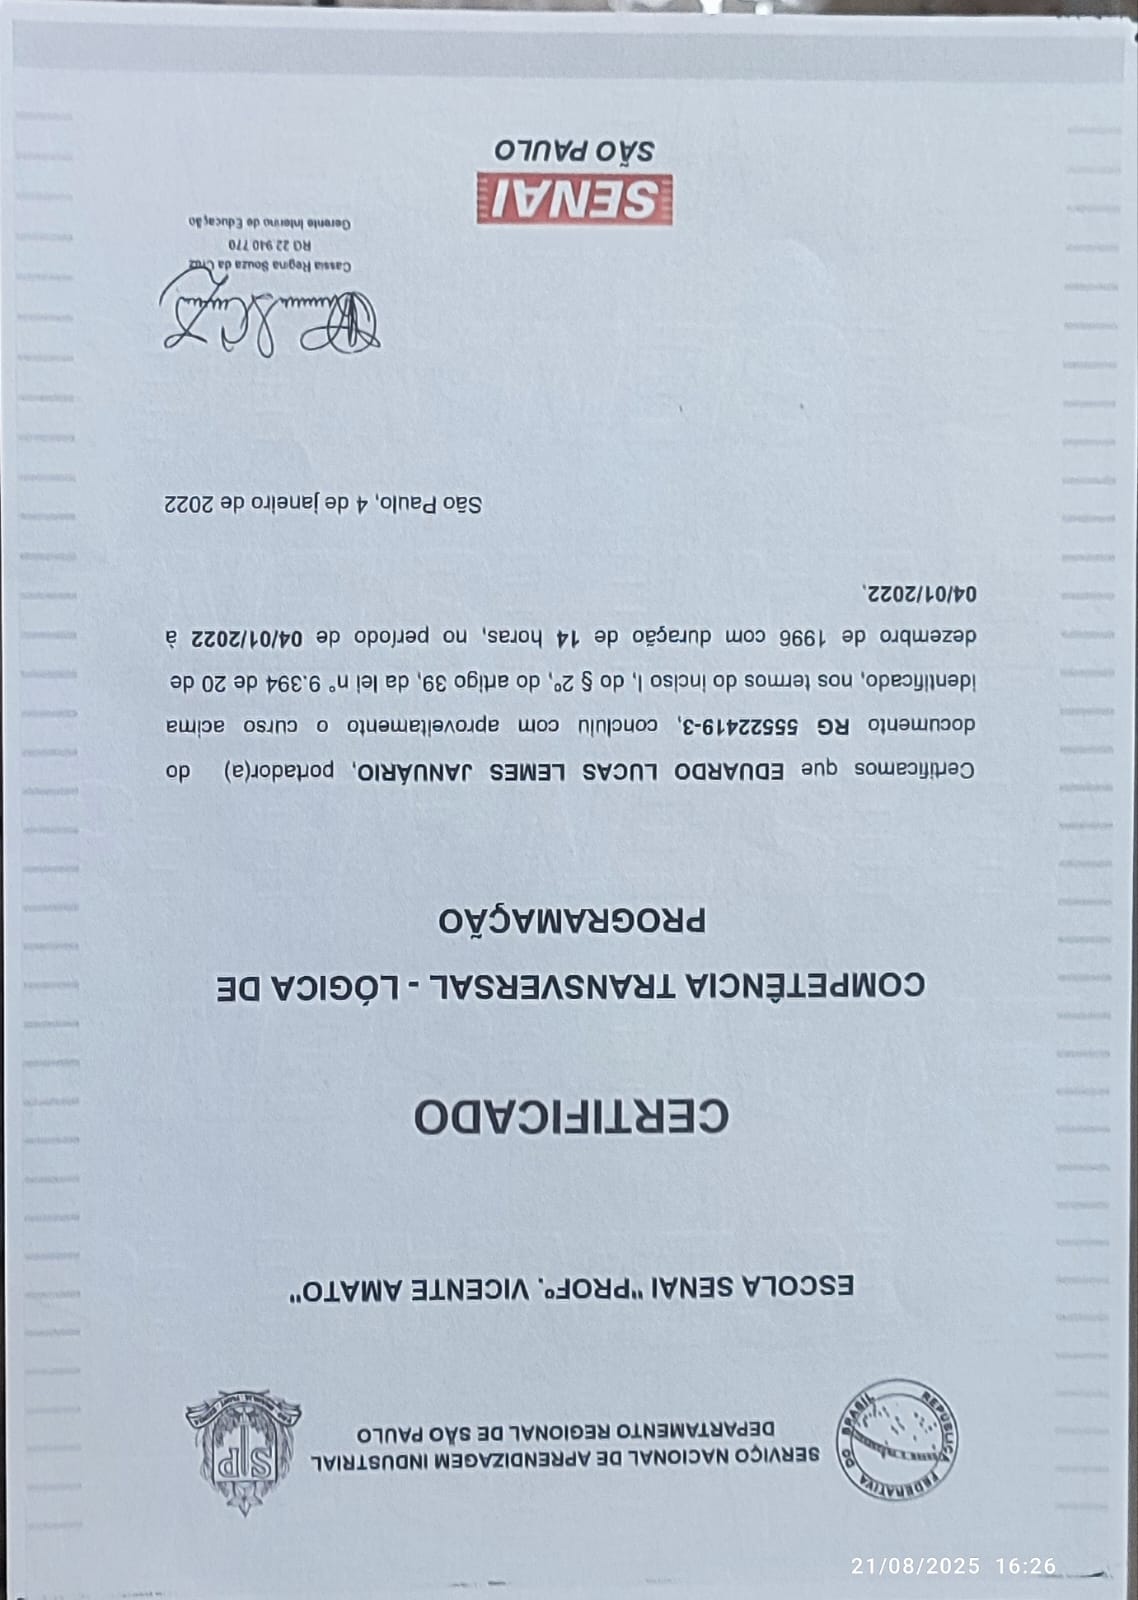 21/08/2025 16:26
REPÚBLICA FEDERATIVA DO BRASIL
SERVIÇO NACIONAL DE APRENDIZAGEM INDUSTRIAL
DEPARTAMENTO REGIONAL DE SÃO PAULO
SP
ESCOLA SENAI "PROFº. VICENTE AMATO"
CERTIFICADO
COMPETÊNCIA TRANSVERSAL - LÓGICA DE
PROGRAMAÇÃO
Certificamos que EDUARDO LUCAS LEMES JANUÁRIO, portador(a) do
documento RG 55522419-3, concluiu com aproveitamento o curso acima
identificado, nos termos do inciso I, do § 2º, do artigo 39, da lei n° 9.394 de 20 de
dezembro de 1996 com duração de 14 horas, no período de 04/01/2022 à
04/01/2022.
São Paulo, 4 de janeiro de 2022
Cassia Regina Souza da Cruz
RG 22.940.770
Gerente Interino de Educação
SENAI
SÃO PAULO